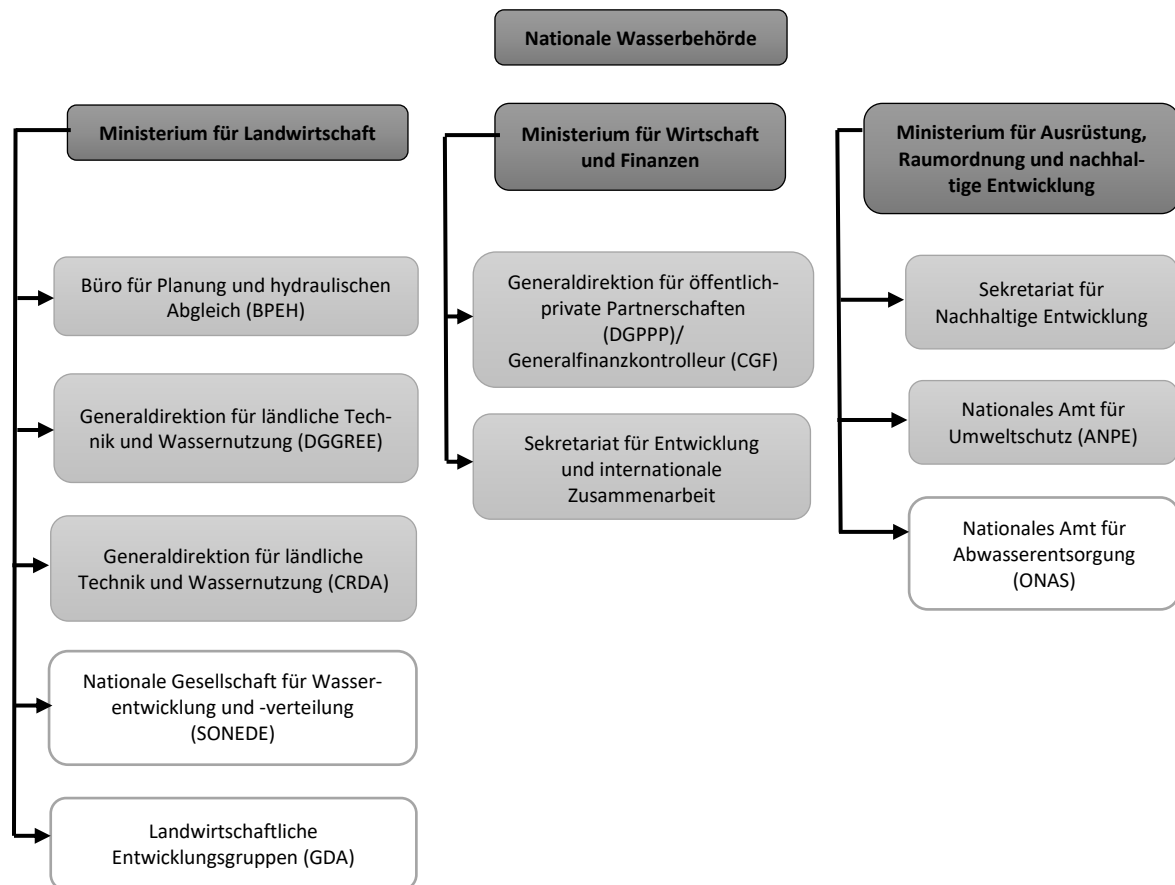 Nationale Wasserbehörde
Ministerium für Landwirtschaft
Büro für Planung und hydraulischen
Abgleich (BPEH)
Generaldirektion für ländliche Tech-
nik und Wassernutzung (DGGREE)
Generaldirektion für ländliche
Technik und Wassernutzung (CRDA)
Nationale Gesellschaft für Wasser-
entwicklung und -verteilung
(SONEDE)
Landwirtschaftliche
Entwicklungsgruppen (GDA)
Ministerium für Wirtschaft
und Finanzen
Generaldirektion für öffentlich-
private Partnerschaften
(DGPPP)/
Generalfinanzkontrolleur (CGF)
Sekretariat für Entwicklung
und internationale
Zusammenarbeit
Ministerium für Ausrüstung,
Raumordnung und nachhal-
tige Entwicklung
Sekretariat für
Nachhaltige Entwicklung
Nationales Amt für
Umweltschutz (ANPE)
Nationales Amt für
Abwasserentsorgung
(ONAS)